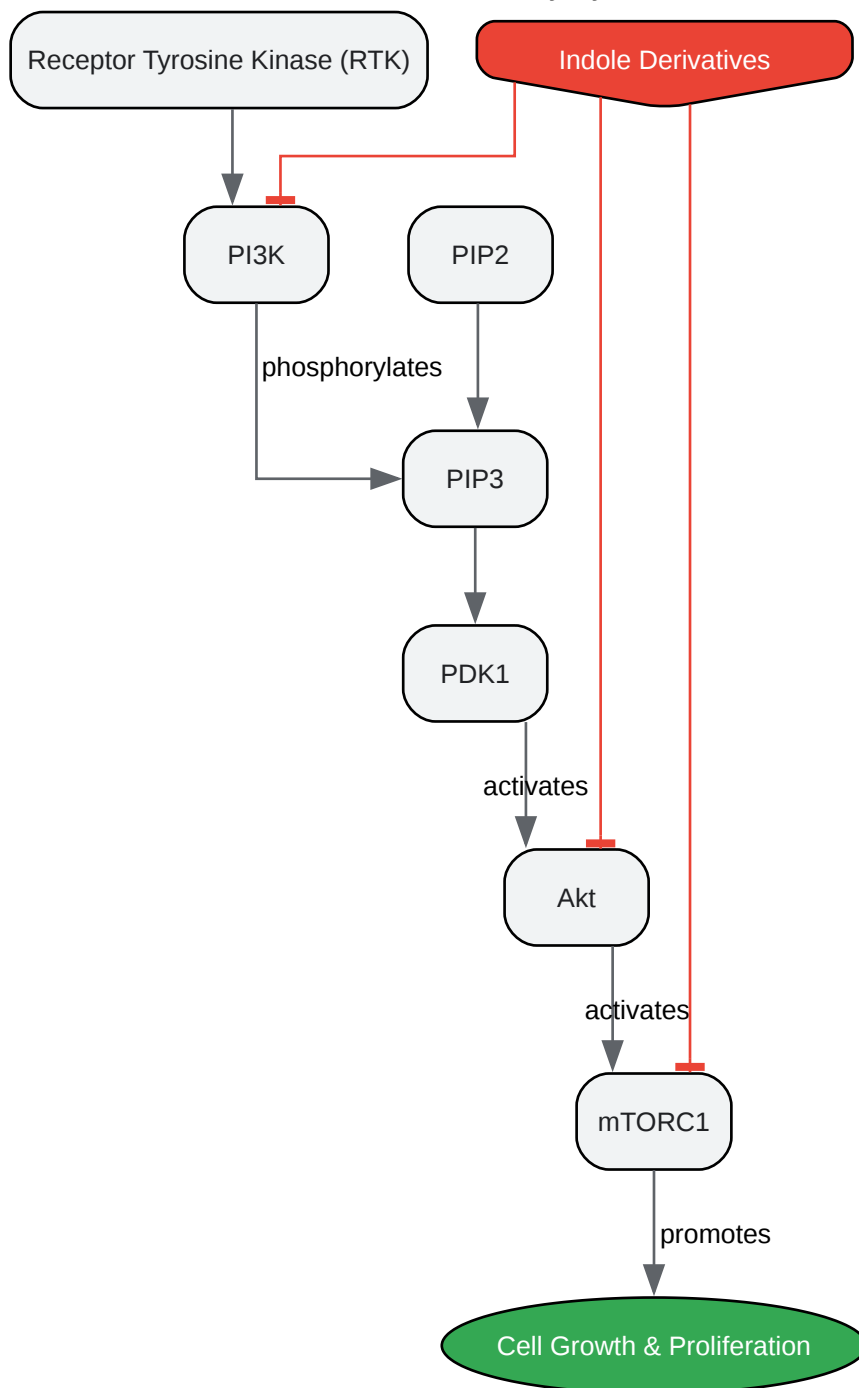 Receptor Tyrosine Kinase (RTK)
Indole Derivatives
PI3K
PIP2
phosphorylates
PIP3
PDK1
activates
Akt
activates
mTORC1
promotes
Cell Growth & Proliferation